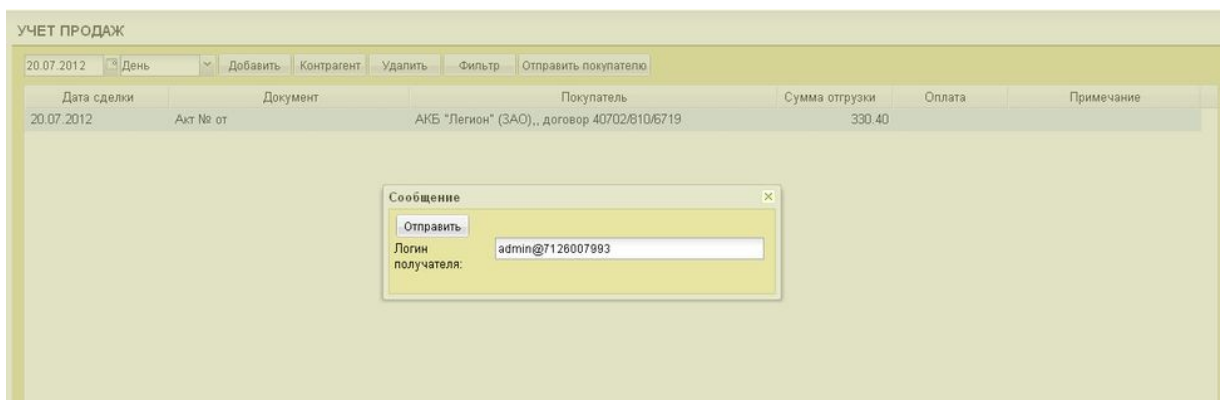 УЧЕТ ПРОДАЖ
20.07.2012 День Добавить Контрагент Удалить Фильтр Отправить покупателю
Дата сделки Документ Покупатель Сумма отгрузки Оплата Примечание
20.07.2012 Акт № от АКБ "Легион" (ЗАО),, договор 40702/810/6719 330.40
Сообщение
Отправить
Логин admin@7126007993
получателя: